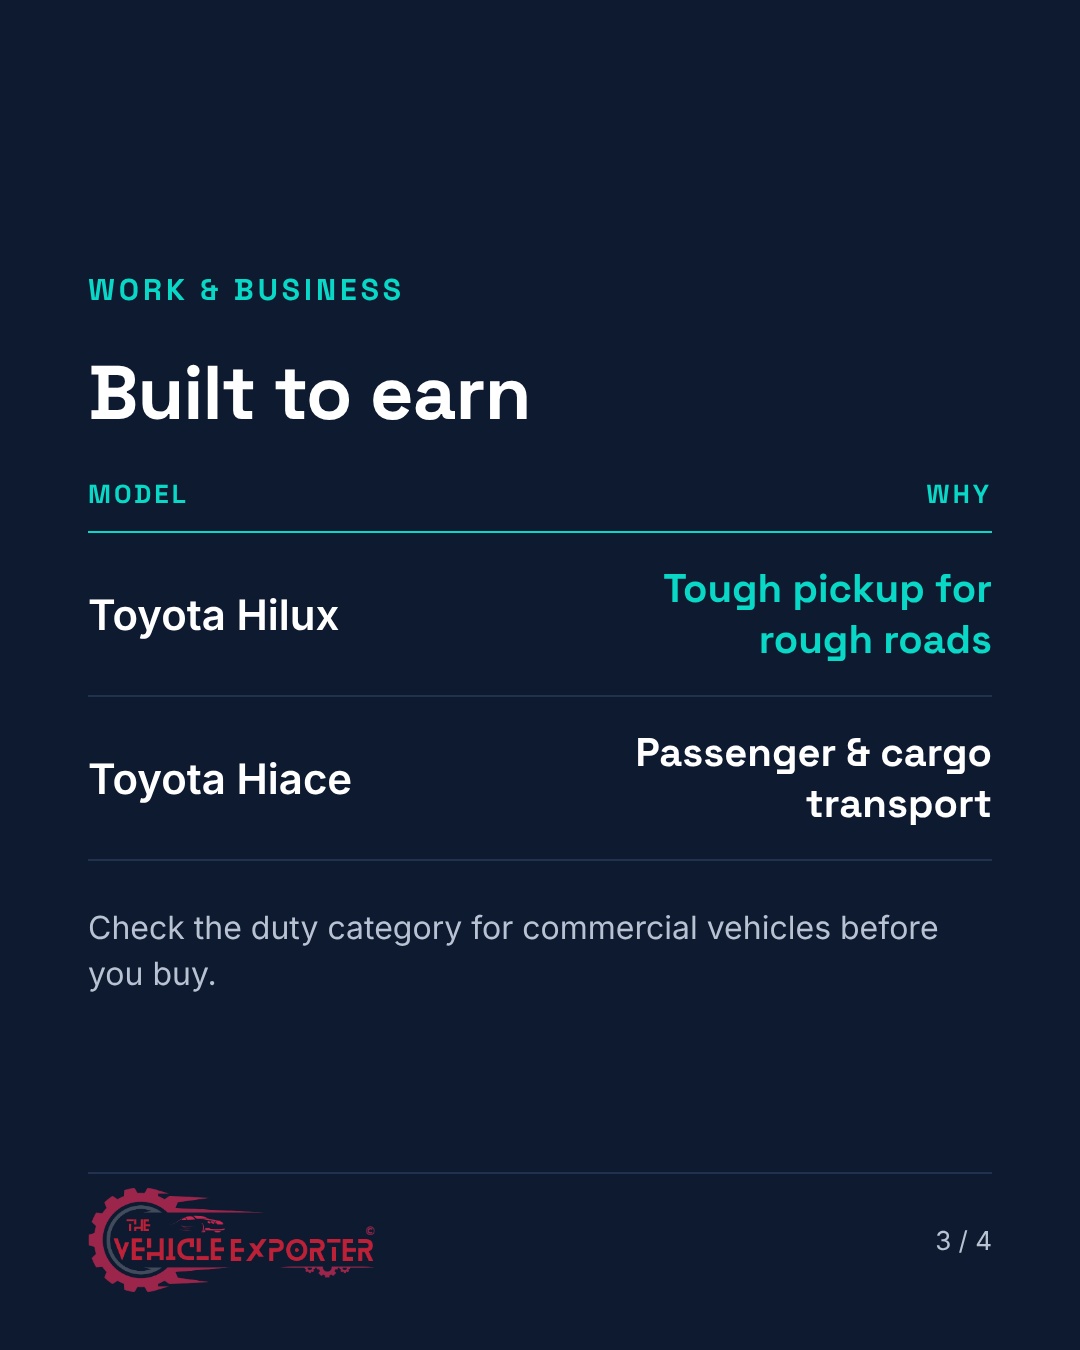 WORK & BUSINESS
Built to earn
MODEL WHY
Toyota Hilux
Tough pickup for
rough roads
Toyota Hiace
Passenger & cargo
transport
Check the duty category for commercial vehicles before
you buy.
THE
VEHICLE EXPORTER ©
3 / 4